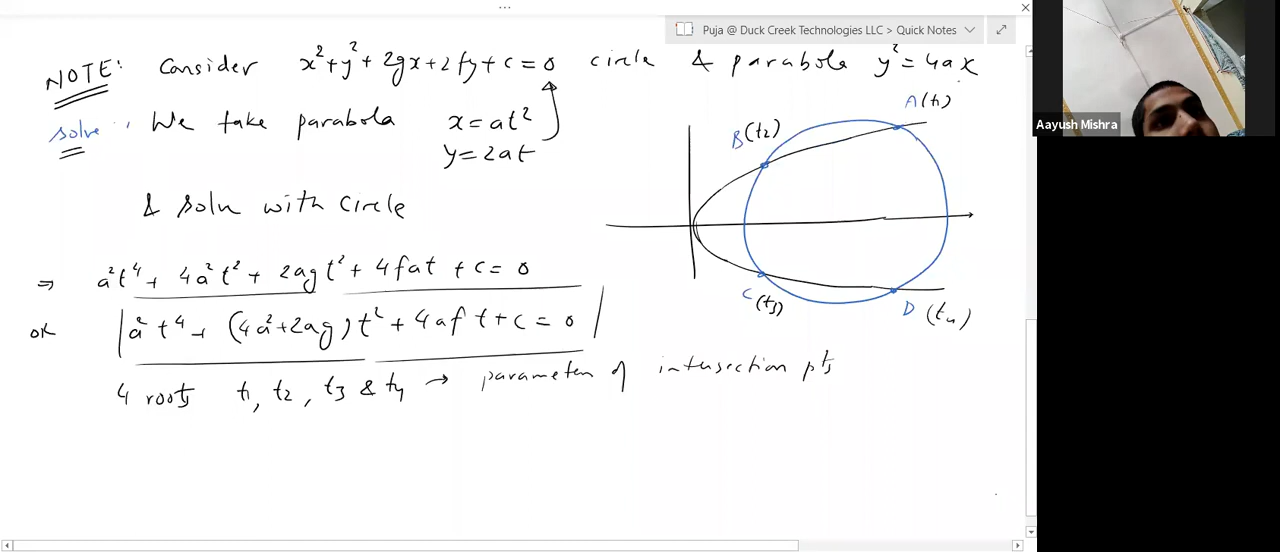 ...
Puja @ Duck Creek Technologies LLC > Quick Notes
NOTE: Consider x²+y²+2gx+2fy+c=0 circle & parabola y²=4ax
Solve: We take parabola x=at²
y=2at
& solve with circle
⇒ a²t⁴+ 4a²t²+ 2agt²+ 4fat +c=0
or |a²t⁴+ (4a²+2ag)t²+4aft+c=0|
4 roots t₁, t₂, t₃ & t₄ → parameter of intersection pts
A(t₁)
B(t₂)
C(t₃)
D(t₄)
Aayush Mishra